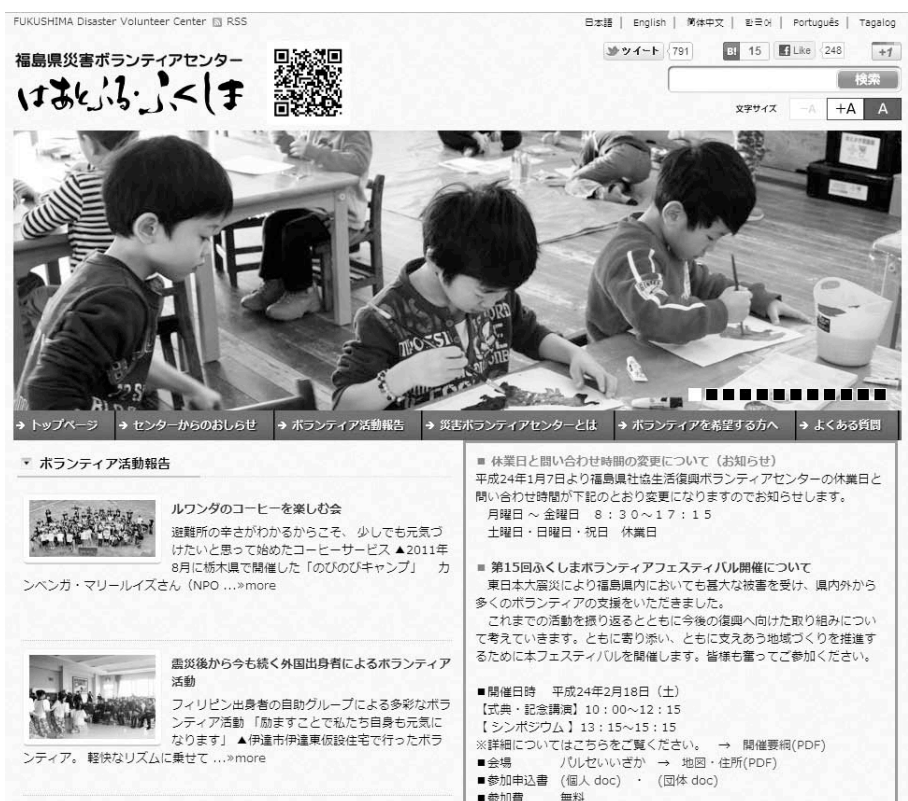 FUKUSHIMA Disaster Volunteer Center RSS
日本語 | English | 简体中文 | 한국어 | Português | Tagalog
福島県災害ボランティアセンター
はあとふる・ふくしま
ツイート 791 B! 15 Like 248 +1
検索
文字サイズ -A +A A
→ トップページ → センターからのおしらせ → ボランティア活動報告 → 災害ボランティアセンターとは → ボランティアを希望する方へ → よくある質問
ボランティア活動報告
ルワンダのコーヒーを楽しむ会
避難所の辛さがわかるからこそ、少しでも元気づ
けたいと思って始めたコーヒーサービス ▲2011年
8月に栃木県で開催した「のびのびキャンプ」 カ
ンベンガ・マリールイズさん（NPO ...»more
震災後から今も続く外国出身者によるボランティア
活動
フィリピン出身者の自助グループによる多彩なボラ
ンティア活動 「励ますことで私たち自身も元気に
なります」 ▲伊達市伊達東仮設住宅で行ったボラ
ンティア。 軽快なリズムに乗せて ...»more
■ 休業日と問い合わせ時間の変更について（お知らせ）
平成24年1月7日より福島県社協生活復興ボランティアセンターの休業日と
問い合わせ時間が下記のとおり変更になりますのでお知らせします。
月曜日 ～ 金曜日 8：30～17：15
土曜日・日曜日・祝日 休業日
■ 第15回ふくしまボランティアフェスティバル開催について
東日本大震災により福島県内においても甚大な被害を受け、県内外から
多くのボランティアの支援をいただきました。
これまでの活動を振り返るとともに今後の復興へ向けた取り組みについ
て考えていきます。ともに寄り添い、ともに支えあう地域づくりを推進す
るために本フェスティバルを開催します。皆様も奮ってご参加ください。
■開催日時 平成24年2月18日（土）
【式典・記念講演】10：00～12：15
【 シンポジウム 】13：15～15：15
※詳細についてはこちらをご覧ください。 → 開催要綱(PDF)
■会場 パルセいいざか → 地図・住所(PDF)
■参加申込書 (個人 doc) ・ (団体 doc)
■参加費 無料